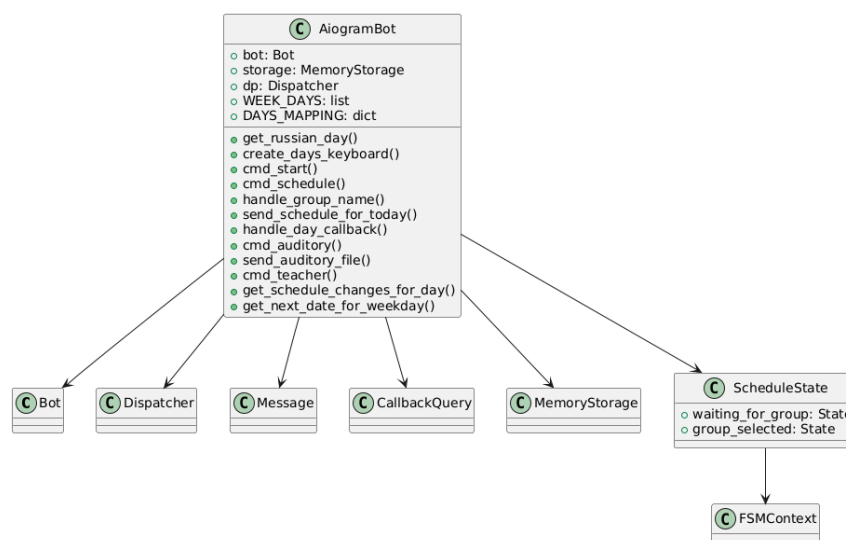 C AiogramBot
bot: Bot
storage: MemoryStorage
dp: Dispatcher
WEEK_DAYS: list
DAYS_MAPPING: dict
get_russian_day()
create_days_keyboard()
cmd_start()
cmd_schedule()
handle_group_name()
send_schedule_for_today()
handle_day_callback()
cmd_auditory()
send_auditory_file()
cmd_teacher()
get_schedule_changes_for_day()
get_next_date_for_weekday()
C Bot
C Dispatcher
C Message
C CallbackQuery
C MemoryStorage
C ScheduleState
waiting_for_group: State
group_selected: State
C FSMContext